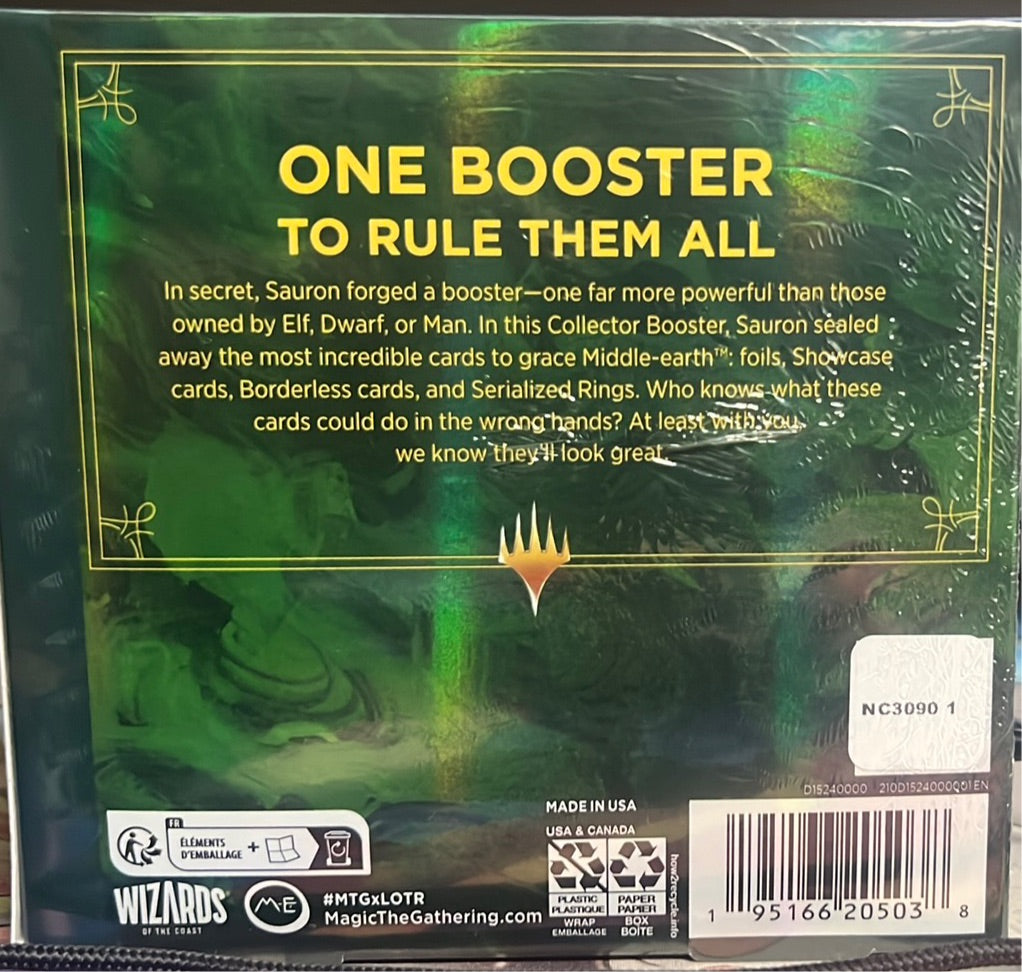 ONE BOOSTER
TO RULE THEM ALL
In secret, Sauron forged a booster—one far more powerful than those
owned by Elf, Dwarf, or Man. In this Collector Booster, Sauron sealed
away the most incredible cards to grace Middle-earth™: foils, Showcase
cards, Borderless cards, and Serialized Rings. Who knows what these
cards could do in the wrong hands? At least with you,
we know they'll look great.
NC3090 1
D15240000 210D15240000001EN
FR
ÉLÉMENTS
D'EMBALLAGE +
WIZARDS®
OF THE COAST
M-E
#MTGxLOTR
MagicTheGathering.com
MADE IN USA
USA & CANADA
PLASTIC
PLASTIQUE
WRAP
EMBALLAGE
PAPER
PAPIER
BOX
BOÎTE
how2recycle.info
1 95166 20503 8